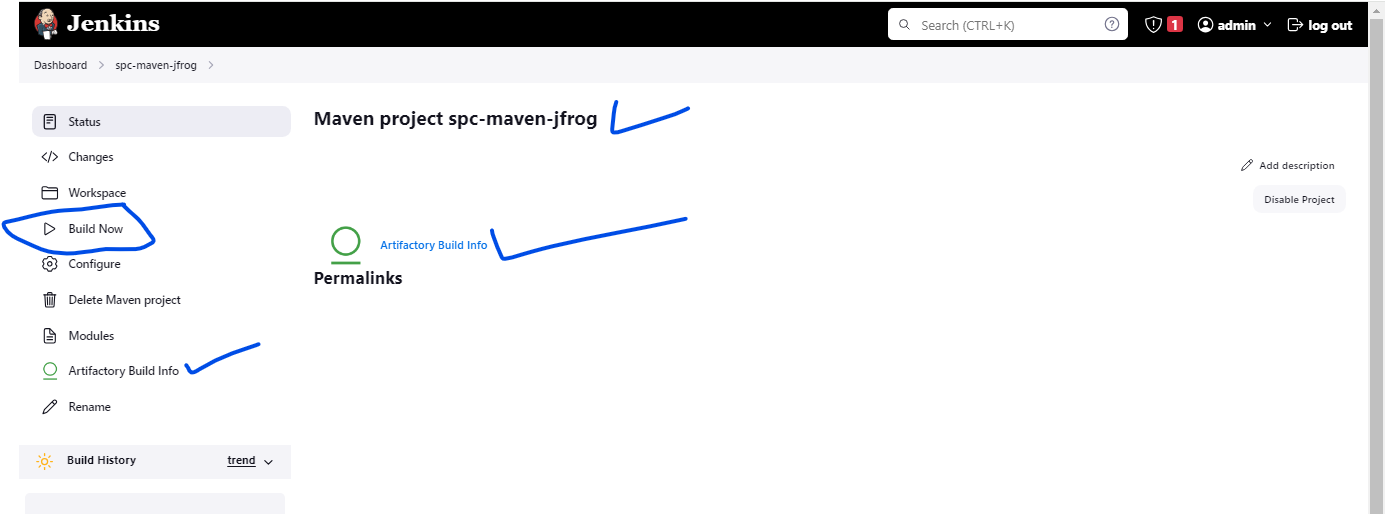 Jenkins
Search (CTRL+K)
1
admin
log out
Dashboard
spc-maven-jfrog
Status
Changes
Workspace
Build Now
Configure
Delete Maven project
Modules
Artifactory Build Info
Rename
Build History
trend
Maven project spc-maven-jfrog
Add description
Disable Project
Artifactory Build Info
Permalinks